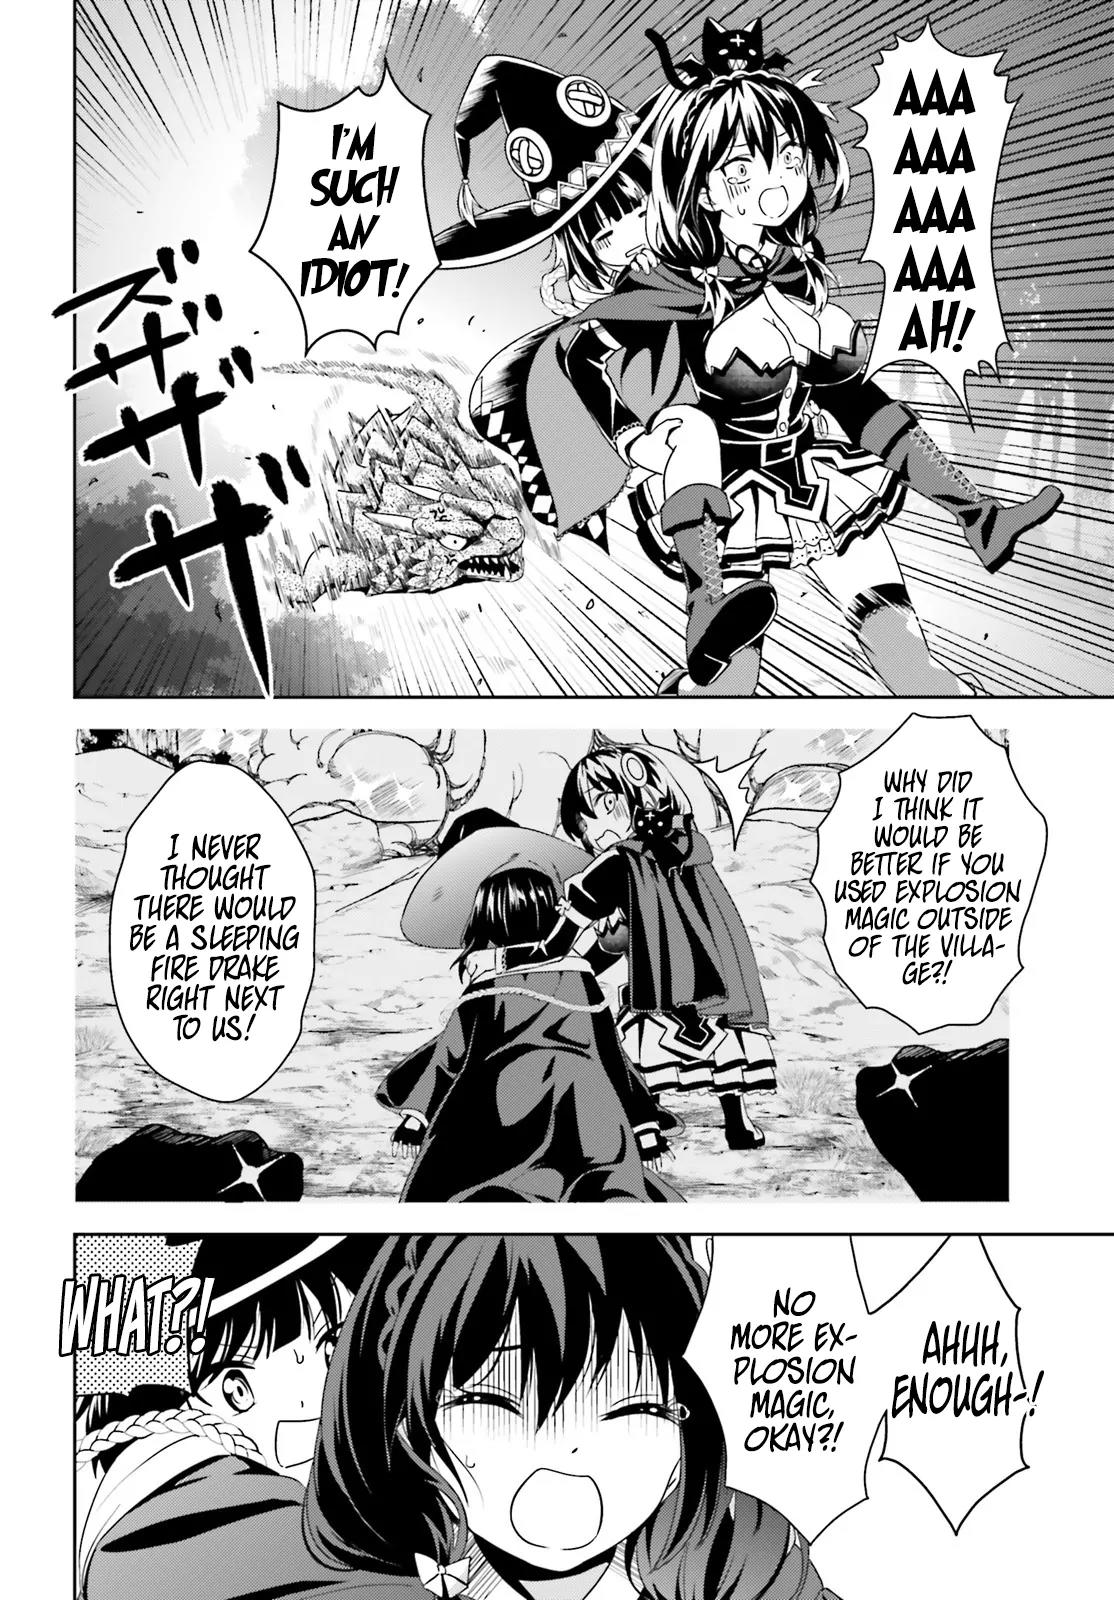 AAA
AAA
AAA
AAA
AH!
I'M
SUCH
AN
IDIOT!
ズザザザザ
WHY DID
I THINK IT
WOULD BE
BETTER IF YOU
USED EXPLOSION
MAGIC OUTSIDE
OF THE VILLA-
GE?!
I NEVER
THOUGHT
THERE WOULD
BE A SLEEPING
FIRE DRAKE
RIGHT NEXT
TO US!
AHHH,
ENOUGH-!
NO
MORE EX-
PLOSION
MAGIC,
OKAY?!
WHAT?!